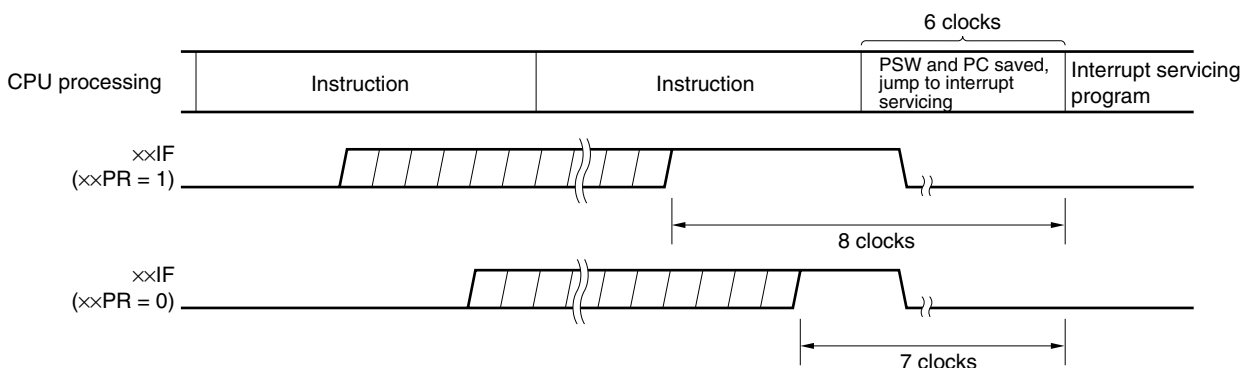 6 clocks
CPU processing
Instruction
Instruction
PSW and PC saved,
jump to interrupt
servicing
Interrupt servicing
program
××IF
(××PR = 1)
8 clocks
××IF
(××PR = 0)
7 clocks